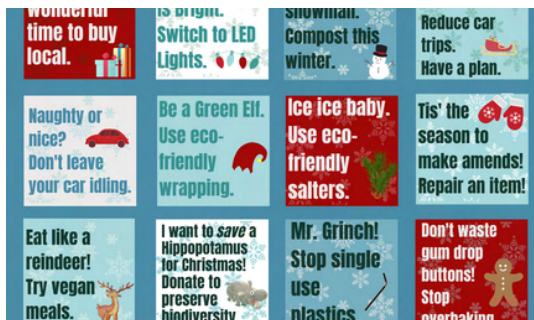 wonderful
time to buy
local.
is Bright.
Switch to LED
Lights.
snowman.
Compost this
winter.
Reduce car
trips.
Have a plan.
Naughty or
nice?
Don't leave
your car idling.
Be a Green Elf.
Use eco-
friendly
wrapping.
Ice ice baby.
Use eco-
friendly
salters.
Tis' the
season to
make amends!
Repair an item!
Eat like a
reindeer!
Try vegan
meals.
I want to save a
Hippopotamus
for Christmas!
Donate to
preserve
biodiversity
Mr. Grinch!
Stop single
use
plastics
Don't waste
gum drop
buttons!
Stop
overbaking